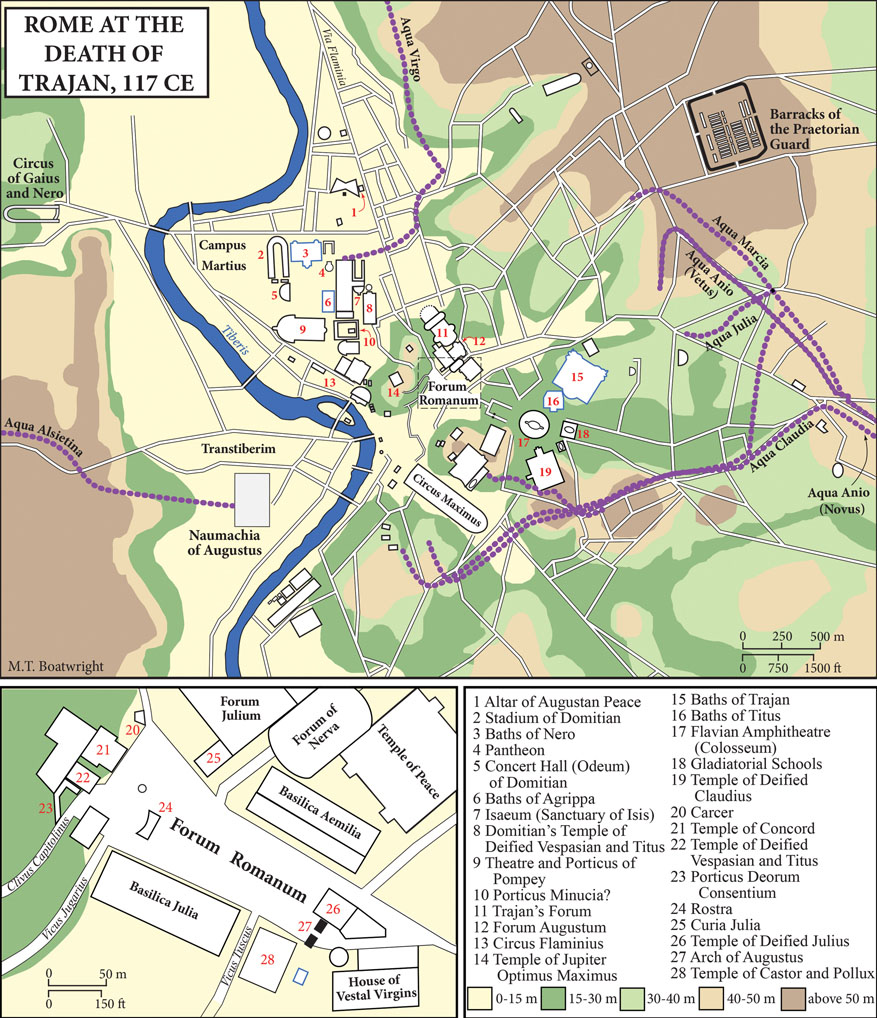 ROME AT THE
DEATH OF
TRAJAN, 117 CE
Via Flaminia
Aqua Virgo
Barracks of
the Praetorian
Guard
Circus
of Gaius
and Nero
1
Campus
Martius
2
3
4
5
6
7
8
9
10
11
12
13
14
15
16
17
18
19
Aqua Marcia
Aqua Anio
(Vetus)
Aqua Julia
Tiberis
Forum
Romanum
Aqua Alsietina
Transtiberim
Circus Maximus
Aqua Claudia
Aqua Anio
(Novus)
Naumachia
of Augustus
0 250 500 m
0 750 1500 ft
M.T. Boatwright
Forum
Julium
Forum of
Nerva
Temple of Peace
20
21
22
23
24
25
Basilica Aemilia
Forum Romanum
Clivus Capitolinus
Vicus Jugarius
Basilica Julia
Vicus Tuscus
26
27
28
House of
Vestal Virgins
0 50 m
0 150 ft
1 Altar of Augustan Peace
2 Stadium of Domitian
3 Baths of Nero
4 Pantheon
5 Concert Hall (Odeum)
of Domitian
6 Baths of Agrippa
7 Isaeum (Sanctuary of Isis)
8 Domitian's Temple of
Deified Vespasian and Titus
9 Theatre and Porticus of
Pompey
10 Porticus Minucia?
11 Trajan's Forum
12 Forum Augustum
13 Circus Flaminius
14 Temple of Jupiter
Optimus Maximus
15 Baths of Trajan
16 Baths of Titus
17 Flavian Amphitheatre
(Colosseum)
18 Gladiatorial Schools
19 Temple of Deified
Claudius
20 Carcer
21 Temple of Concord
22 Temple of Deified
Vespasian and Titus
23 Porticus Deorum
Consentium
24 Rostra
25 Curia Julia
26 Temple of Deified Julius
27 Arch of Augustus
28 Temple of Castor and Pollux
0-15 m
15-30 m
30-40 m
40-50 m
above 50 m